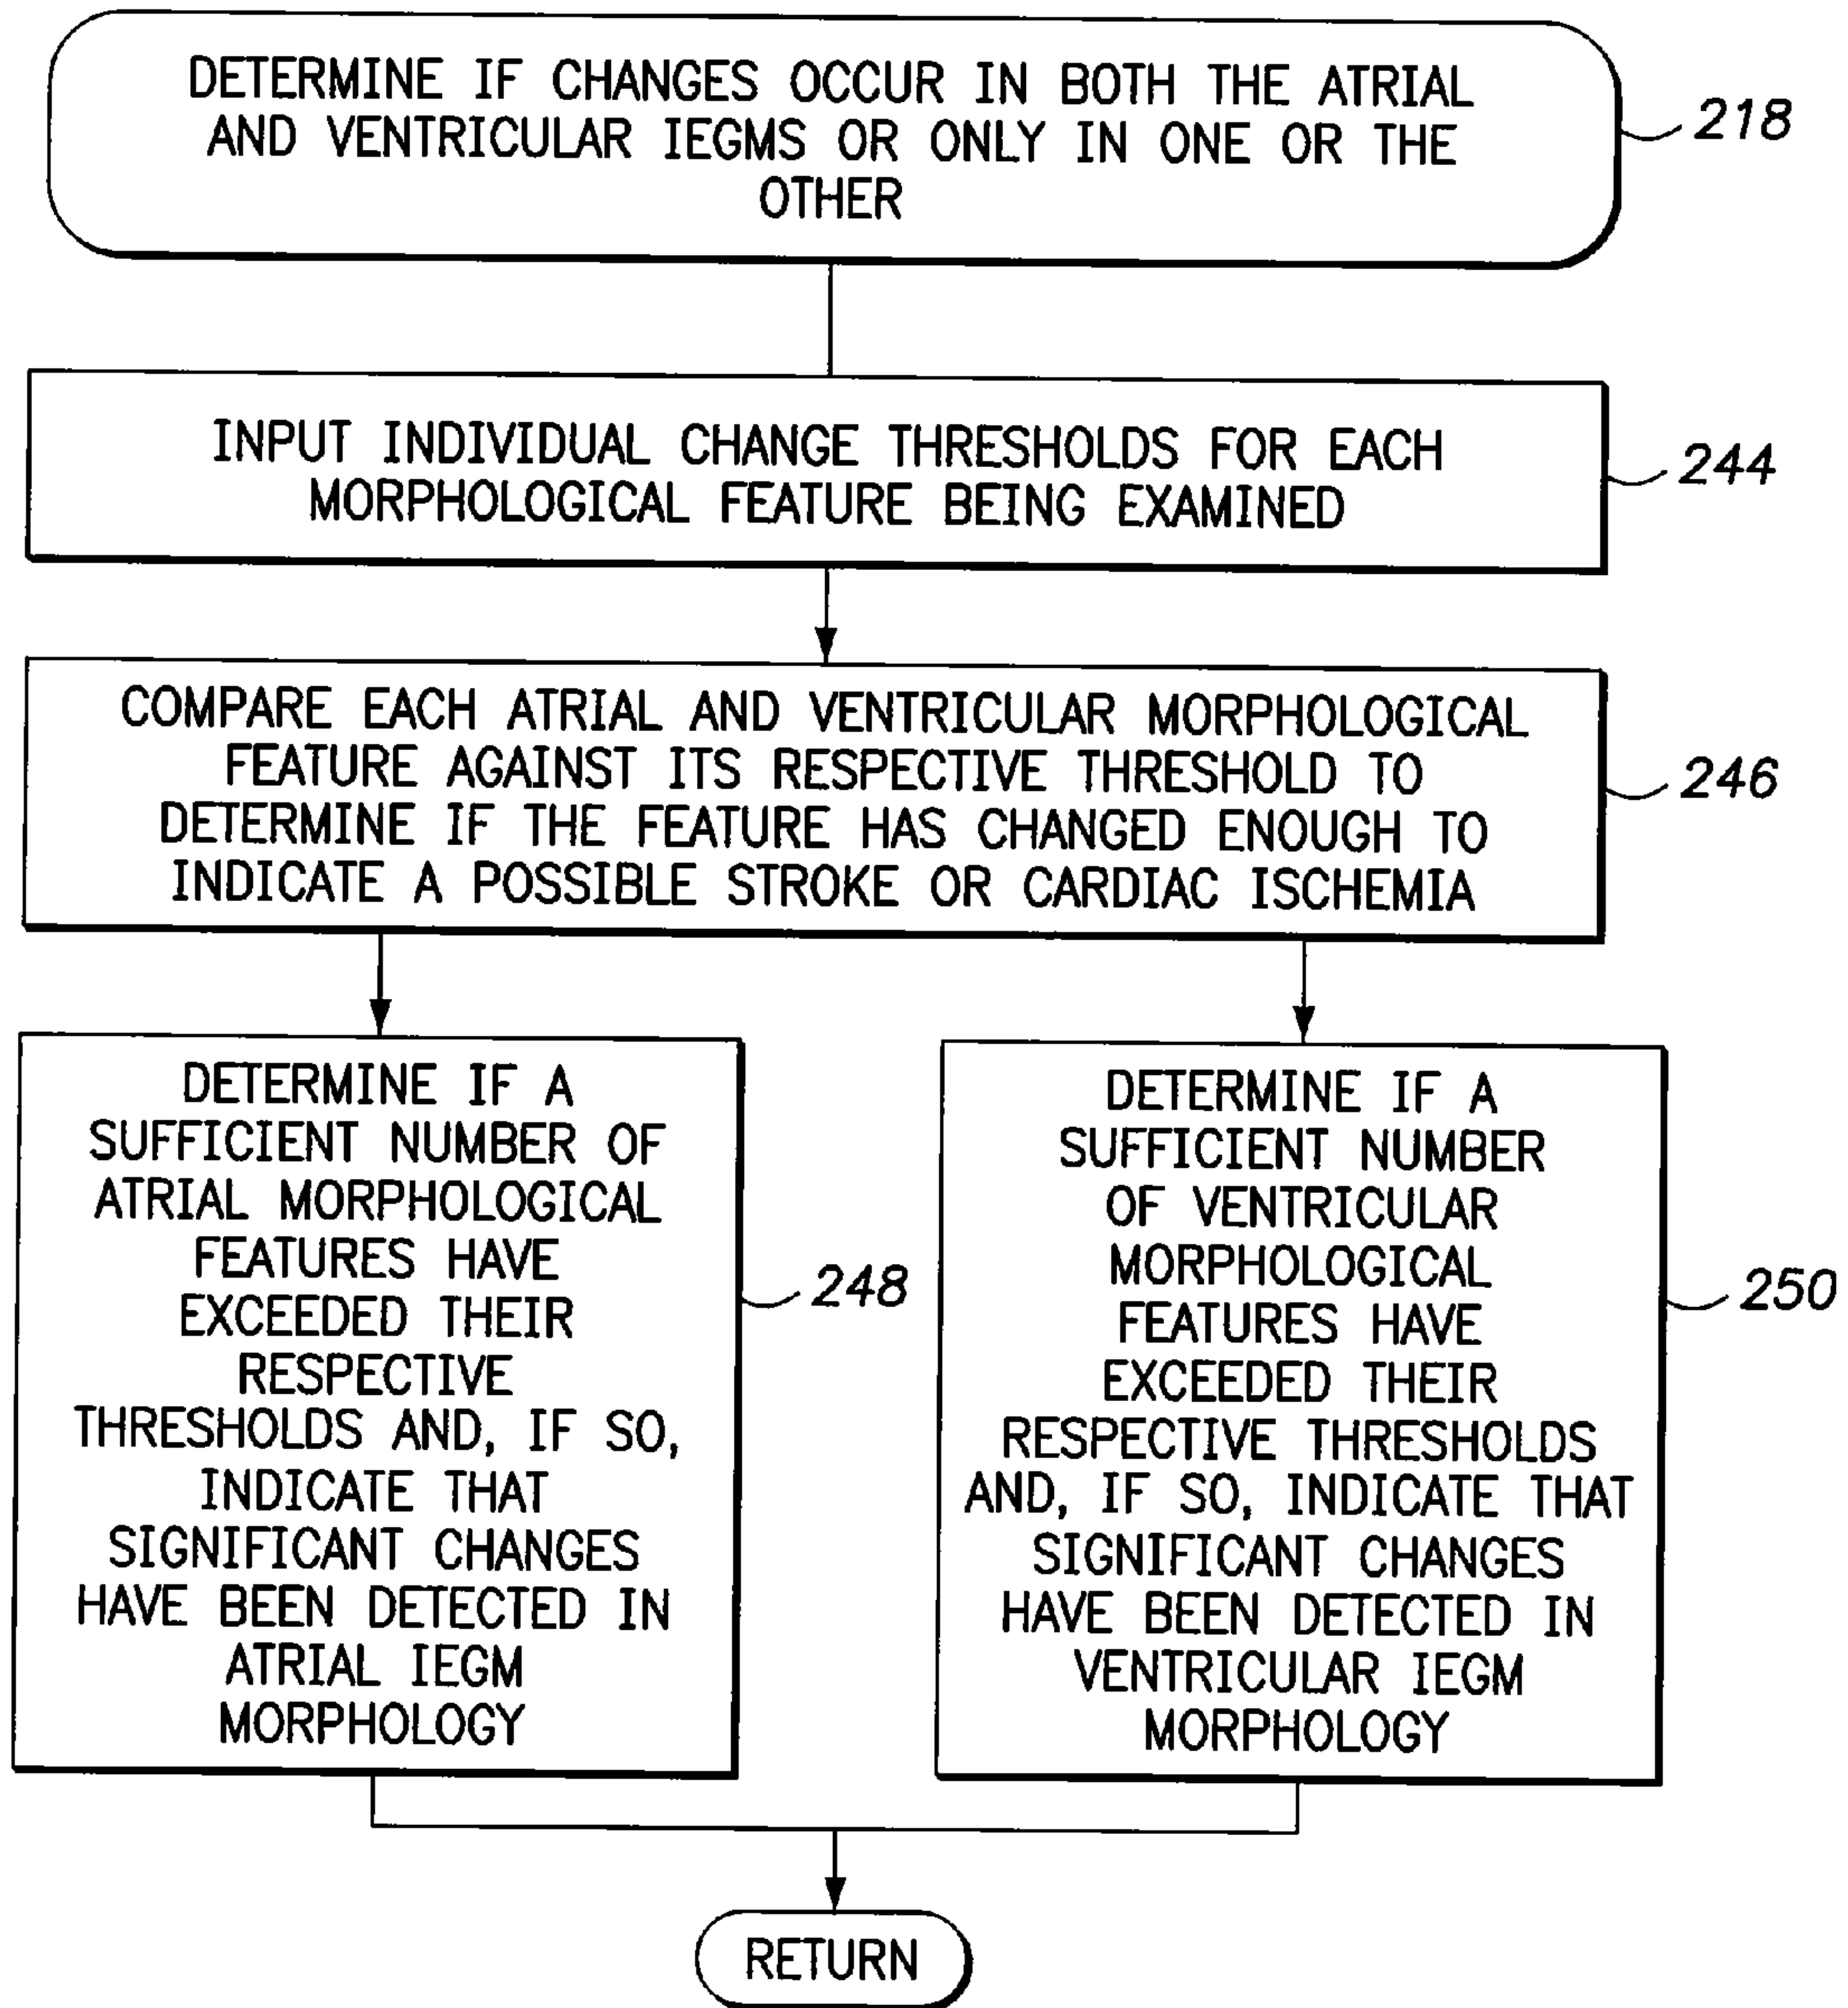 DETERMINE IF CHANGES OCCUR IN BOTH THE ATRIAL
AND VENTRICULAR IEGMS OR ONLY IN ONE OR THE
OTHER
218
INPUT INDIVIDUAL CHANGE THRESHOLDS FOR EACH
MORPHOLOGICAL FEATURE BEING EXAMINED
244
COMPARE EACH ATRIAL AND VENTRICULAR MORPHOLOGICAL
FEATURE AGAINST ITS RESPECTIVE THRESHOLD TO
DETERMINE IF THE FEATURE HAS CHANGED ENOUGH TO
INDICATE A POSSIBLE STROKE OR CARDIAC ISCHEMIA
246
DETERMINE IF A
SUFFICIENT NUMBER OF
ATRIAL MORPHOLOGICAL
FEATURES HAVE
EXCEEDED THEIR
RESPECTIVE
THRESHOLDS AND, IF SO,
INDICATE THAT
SIGNIFICANT CHANGES
HAVE BEEN DETECTED IN
ATRIAL IEGM
MORPHOLOGY
248
DETERMINE IF A
SUFFICIENT NUMBER
OF VENTRICULAR
MORPHOLOGICAL
FEATURES HAVE
EXCEEDED THEIR
RESPECTIVE THRESHOLDS
AND, IF SO, INDICATE THAT
SIGNIFICANT CHANGES
HAVE BEEN DETECTED IN
VENTRICULAR IEGM
MORPHOLOGY
250
RETURN